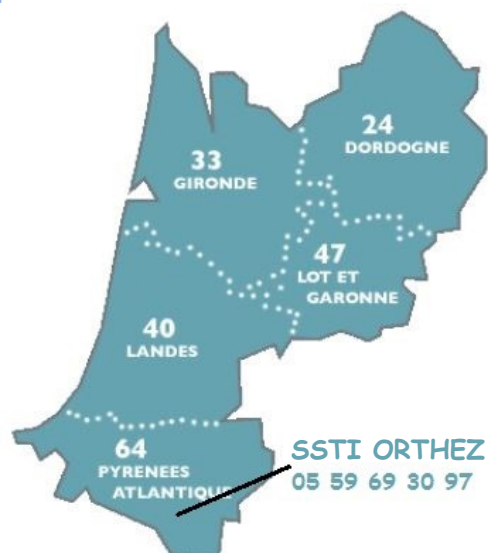 24
DORDOGNE
33
GIRONDE
47
LOT ET
GARONNE
40
LANDES
64
PYRENEES
ATLANTIQUE
SSTI ORTHEZ
05 59 69 30 97